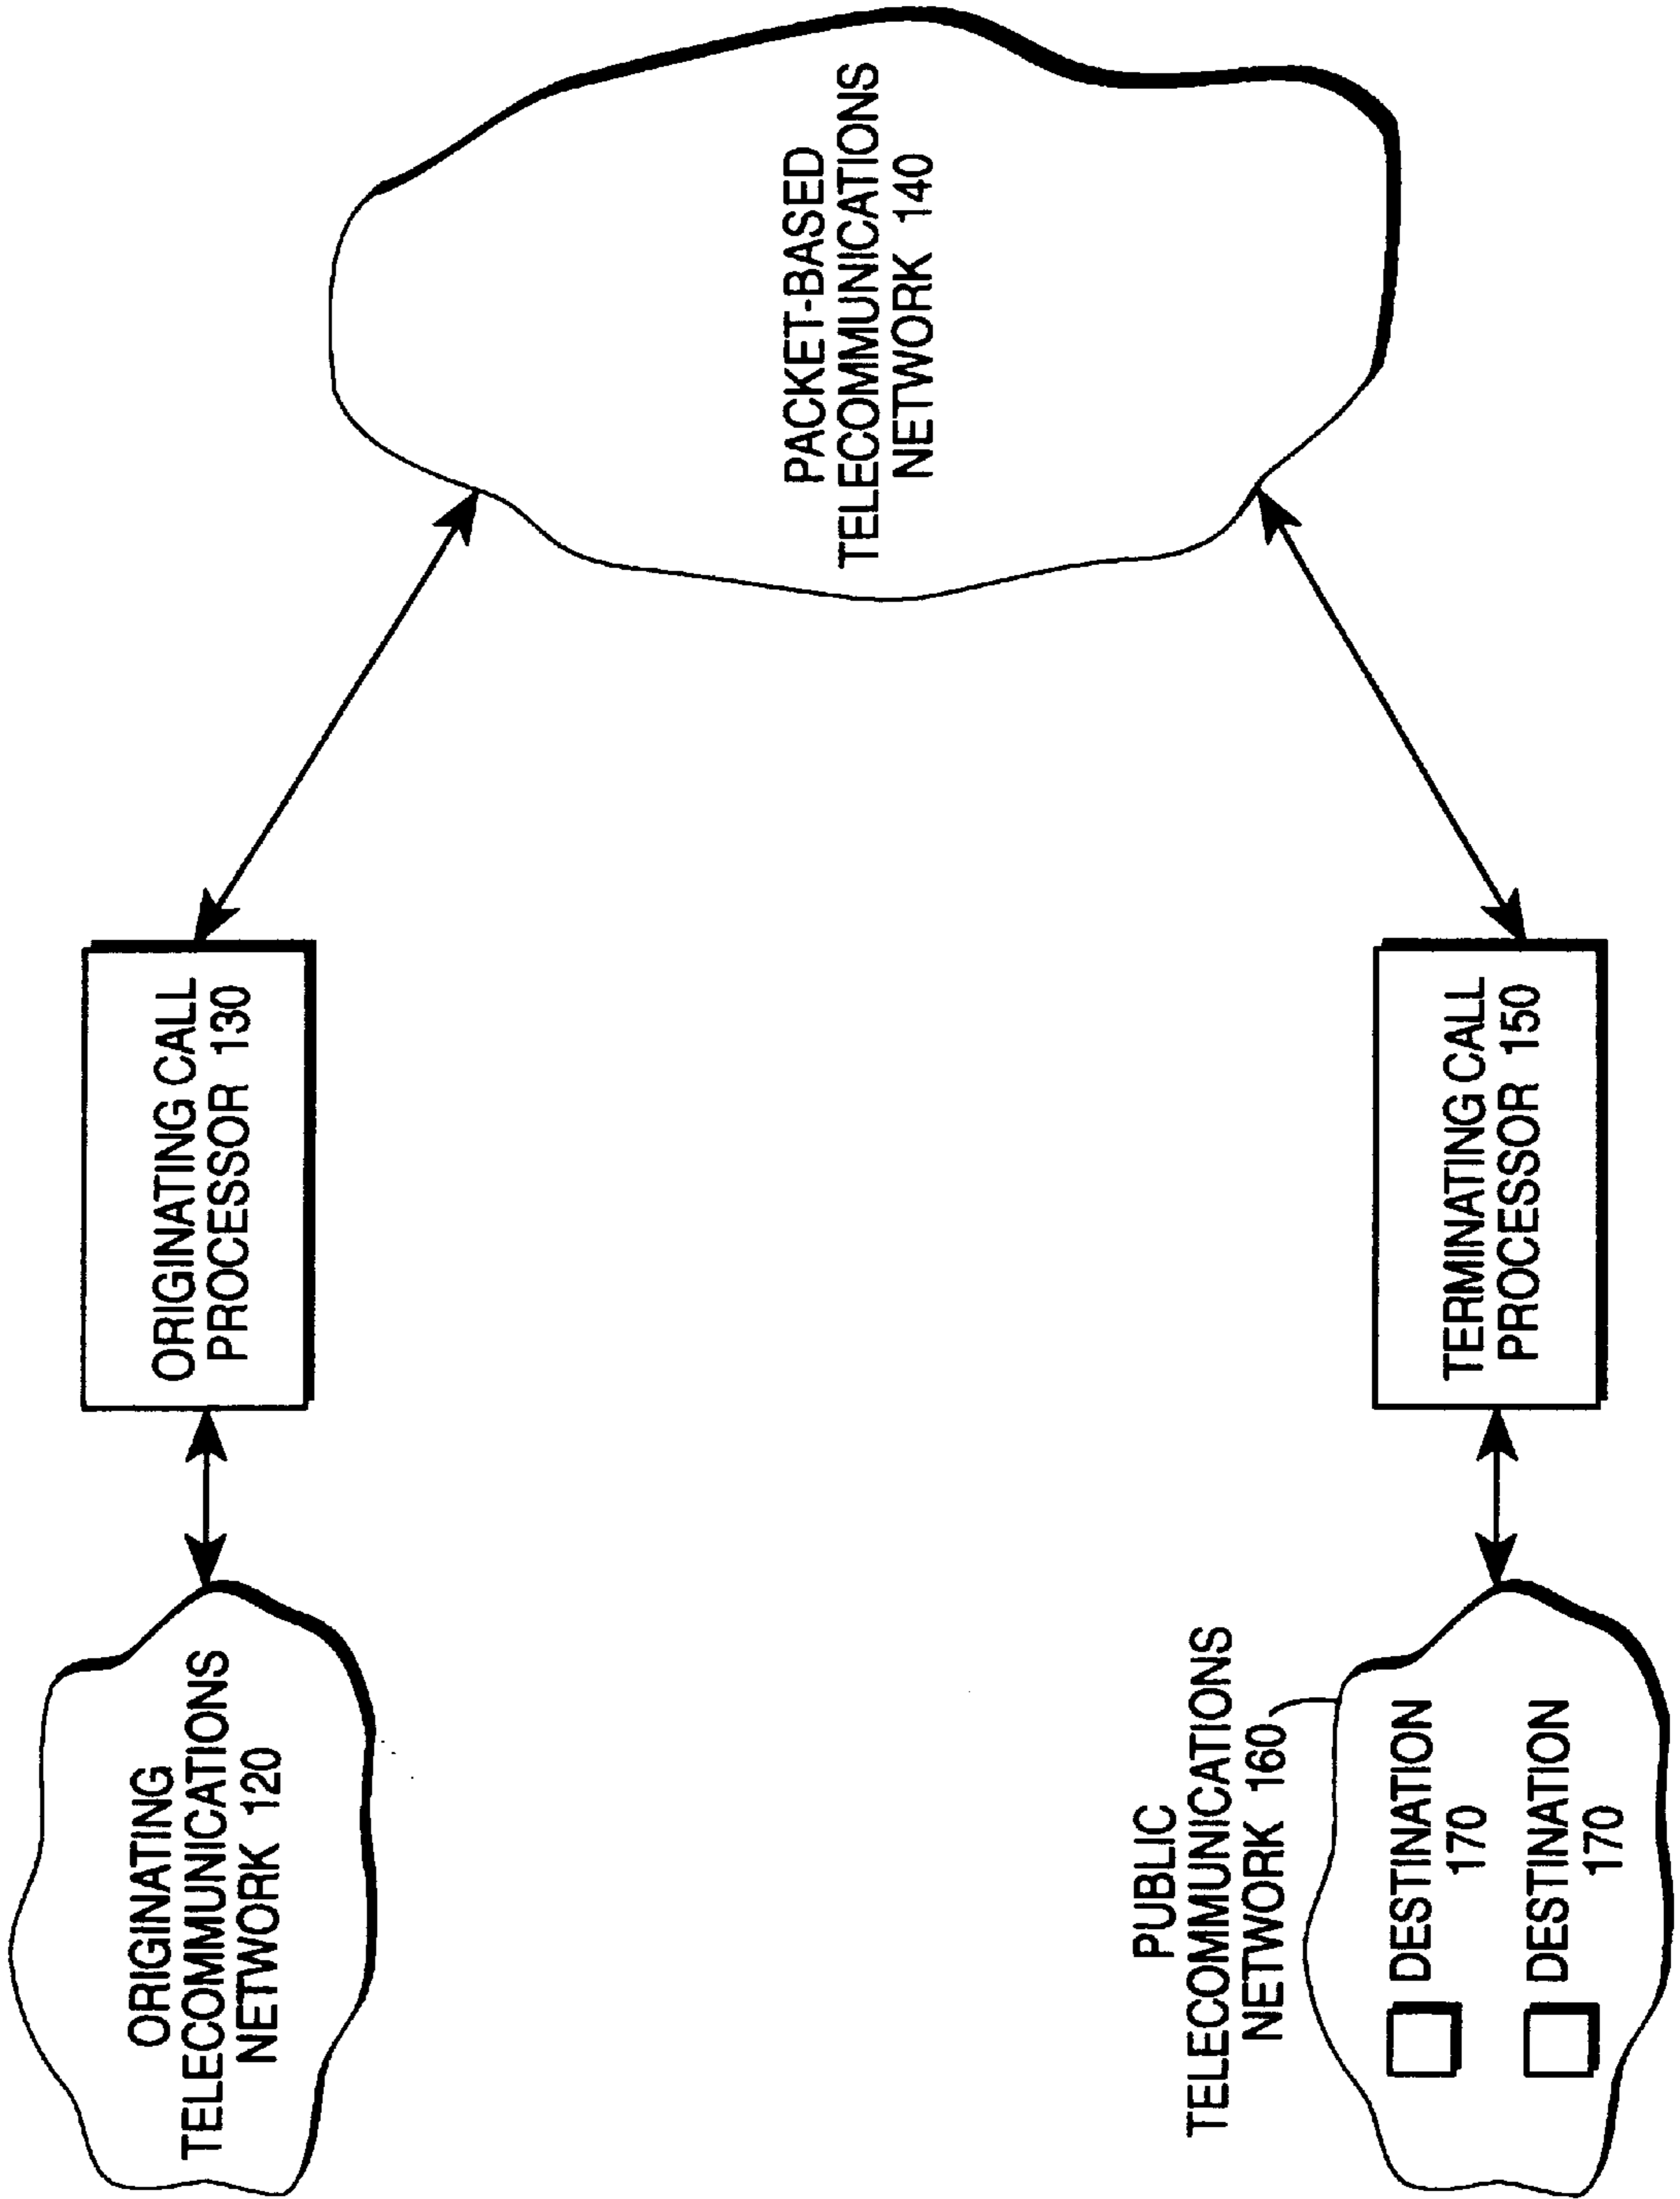 ORIGINATING
TELECOMMUNICATIONS
NETWORK 120
ORIGINATING CALL
PROCESSOR 130
PACKET-BASED
TELECOMMUNICATIONS
NETWORK 140
PUBLIC
TELECOMMUNICATIONS
NETWORK 160
DESTINATION
170
DESTINATION
170
TERMINATING CALL
PROCESSOR 150